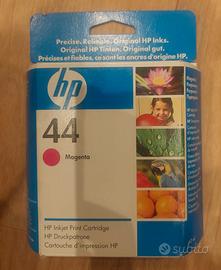 Precise. Reliable. Original HP Inks.
Original HP Tinten. Original gut.
Précises et fiables, ce sont les encres d'origine HP.
hp
44
Magenta
HP Inkjet Print Cartridge
HP Druckpatrone
Cartouche d'impression HP
subito